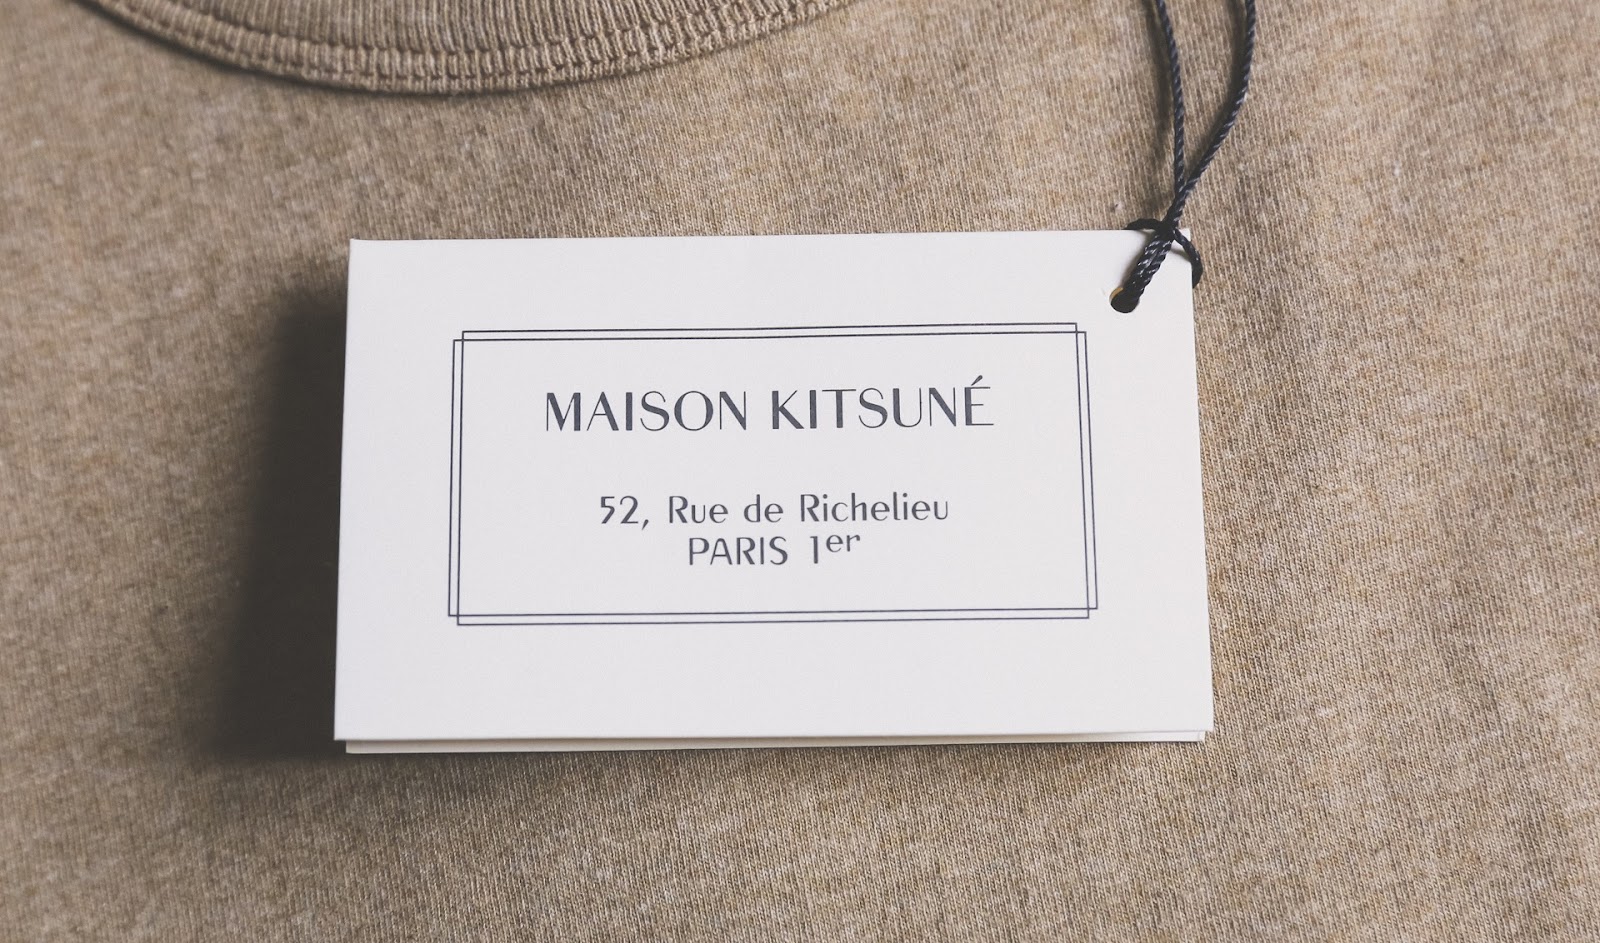 MAISON KITSUNÉ
52, Rue de Richelieu
PARIS 1er